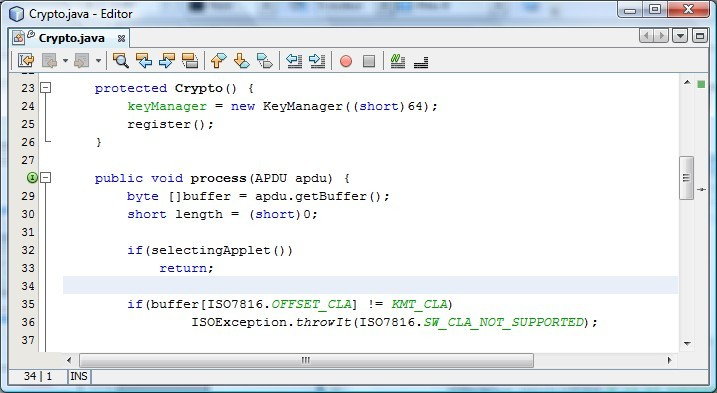 Crypto.java - Editor
Crypto.java
23 protected Crypto() {
24 keyManager = new KeyManager((short)64);
25 register();
26 }
27
public void process(APDU apdu) {
29 byte []buffer = apdu.getBuffer();
30 short length = (short)0;
31
32 if(selectingApplet())
33 return;
34
35 if(buffer[ISO7816.OFFSET_CLA] != KMT_CLA)
36 ISOException.throwIt(ISO7816.SW_CLA_NOT_SUPPORTED);
37
34 | 1 INS